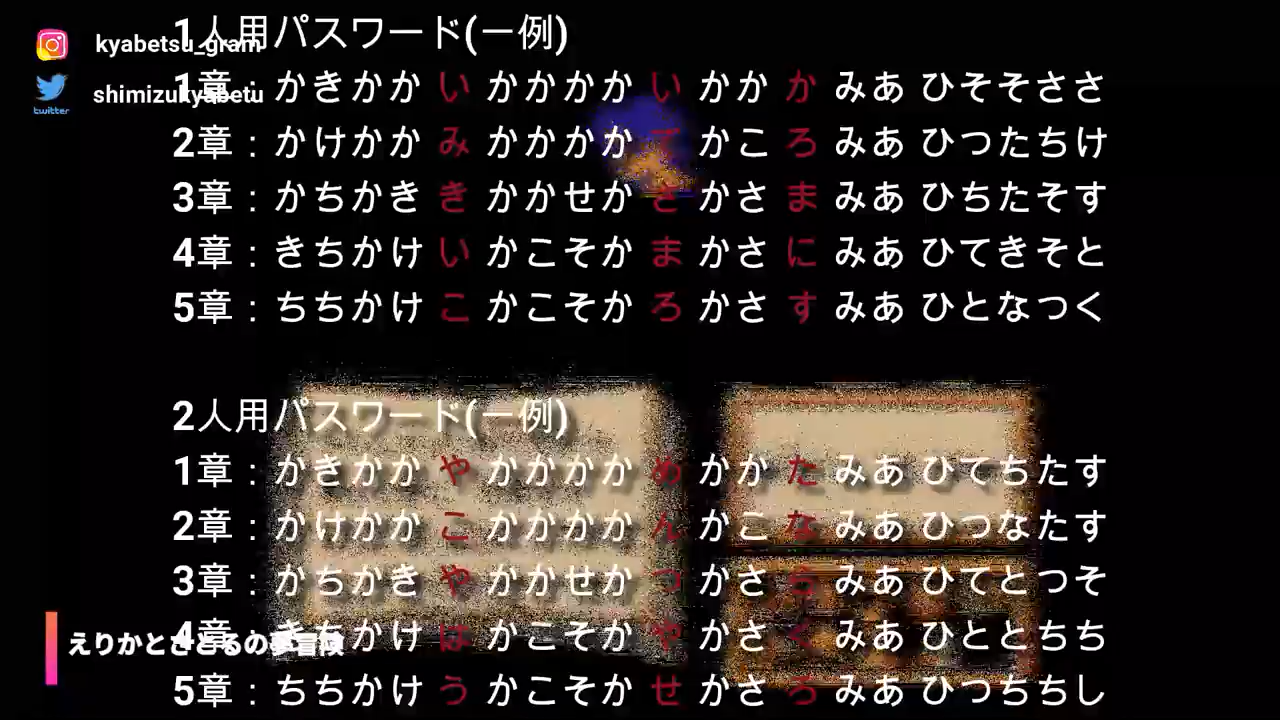 1人用パスワード(一例)
kyabetsu_gram
1章 : かきかか い かかかか い かか か みあ ひそそささ
shimizukyabetu
twitter
2章 : かけかか み かかかか て かこ ろ みあ ひつたちけ
3章 : かちかき き かかせか さ かさ ま みあ ひちたそす
4章 : きちかけ い かこそか ま かさ に みあ ひてきそと
5章 : ちちかけ こ かこそか ろ かさ す みあ ひとなつく
2人用パスワード(一例)
1章 : かきかか や かかかか め かか た みあ ひてちたす
2章 : かけかか こ かかかか ん かこ な みあ ひつなたす
3章 : かちかき や かかせか つ かさ ら みあ ひてとつそ
4章 : きちかけ は かこそか や かさ く みあ ひととちち
えりかとさとるの夢冒険
5章 : ちちかけ う かこそか せ かさ ろ みあ ひつちちし